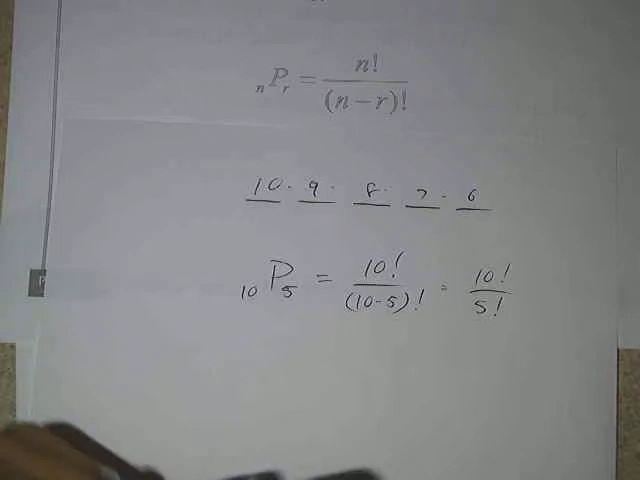 nPr = n! / (n - r)!
10 · 9 · 8 · 7 · 6
10P5 = 10! / (10-5)! = 10! / 5!